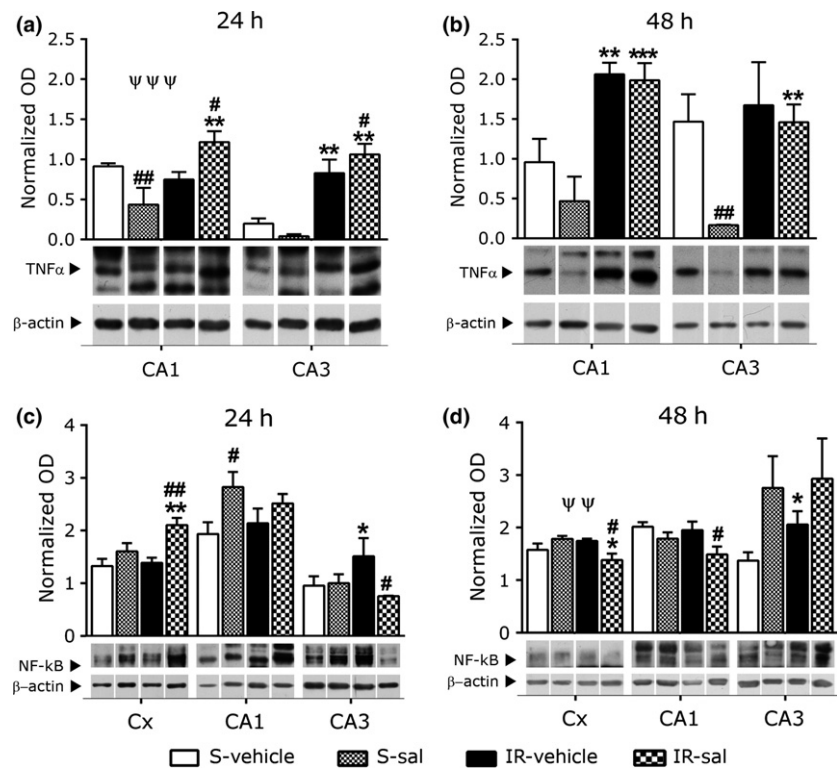 (a) 24 h
Normalized OD
2.5
2.0
1.5
1.0
0.5
0.0
ψ ψ ψ
##
#
**
**
#
**
TNFα ▶
β-actin ▶
CA1 CA3
(b) 48 h
Normalized OD
2.5
2.0
1.5
1.0
0.5
0.0
** ***
##
**
TNFα ▶
β-actin ▶
CA1 CA3
(c) 24 h
Normalized OD
4
3
2
1
0
##
**
#
*
#
NF-kB ▶
β-actin ▶
Cx CA1 CA3
(d) 48 h
Normalized OD
4
3
2
1
0
ψ ψ
#
*
#
*
NF-kB ▶
β-actin ▶
Cx CA1 CA3
S-vehicle S-sal IR-vehicle IR-sal